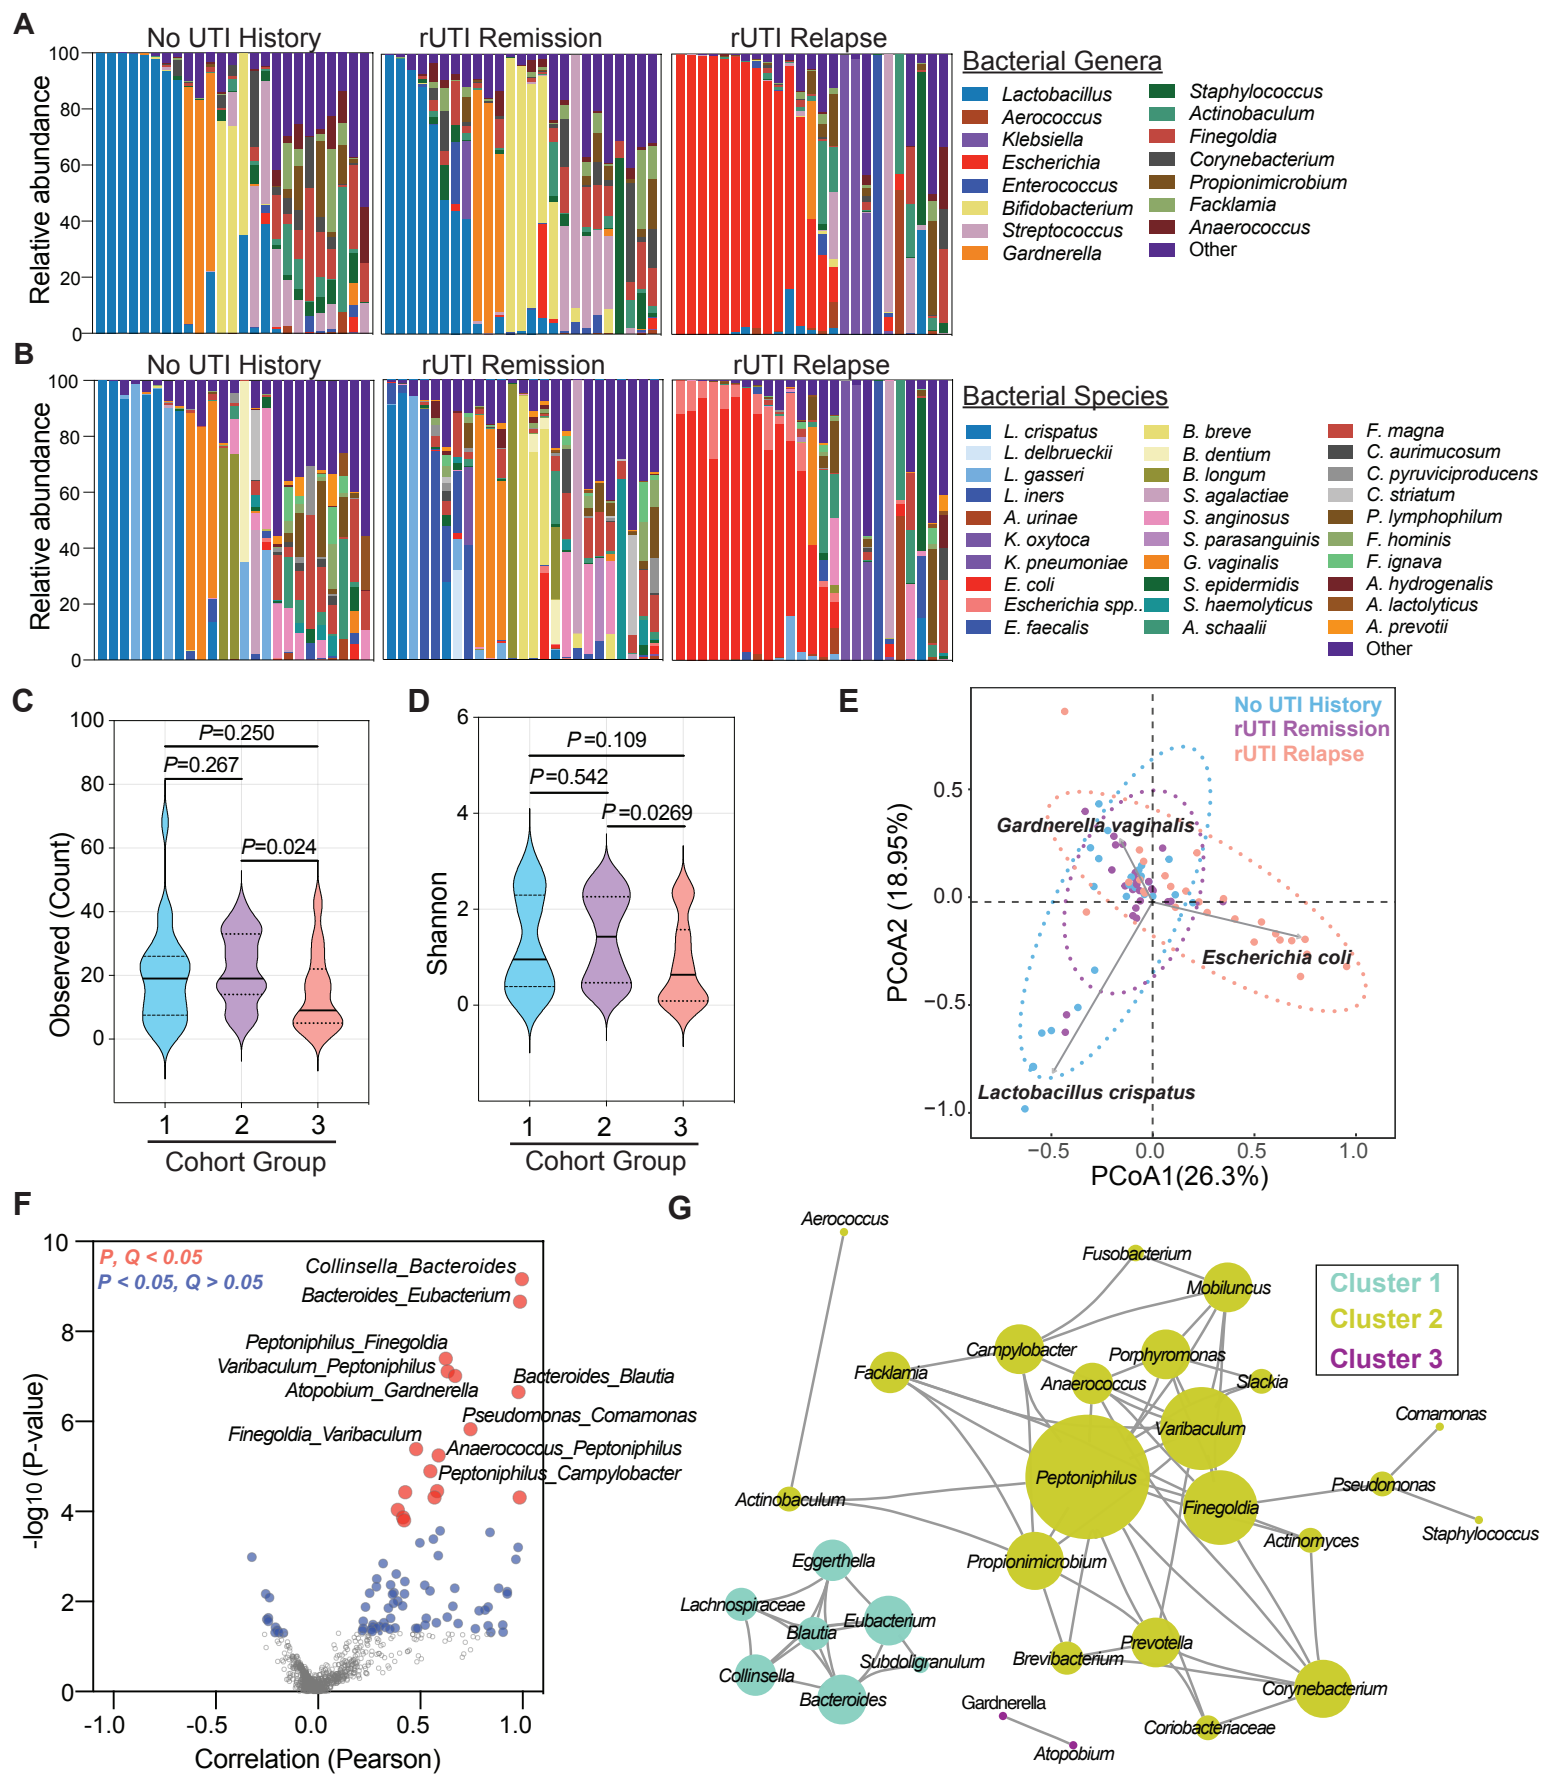 A
No UTI History
rUTI Remission
rUTI Relapse
Relative abundance
100
80
60
40
20
0
Bacterial Genera
Lactobacillus
Aerococcus
Klebsiella
Escherichia
Enterococcus
Bifidobacterium
Streptococcus
Gardnerella
Staphylococcus
Actinobaculum
Finegoldia
Corynebacterium
Propionimicrobium
Facklamia
Anaerococcus
Other
B
No UTI History
rUTI Remission
rUTI Relapse
Relative abundance
100
80
60
40
20
0
Bacterial Species
L. crispatus
L. delbrueckii
L. gasseri
L. iners
A. urinae
K. oxytoca
K. pneumoniae
E. coli
Escherichia spp..
E. faecalis
B. breve
B. dentium
B. longum
S. agalactiae
S. anginosus
S. parasanguinis
G. vaginalis
S. epidermidis
S. haemolyticus
A. schaalii
F. magna
C. aurimucosum
C. pyruviciproducens
C. striatum
P. lymphophilum
F. hominis
F. ignava
A. hydrogenalis
A. lactolyticus
A. prevotii
Other
C
Observed (Count)
100
80
60
40
20
0
P=0.250
P=0.267
P=0.024
1 2 3
Cohort Group
D
Shannon
6
4
2
0
P=0.109
P=0.542
P=0.0269
1 2 3
Cohort Group
E
No UTI History
rUTI Remission
rUTI Relapse
PCoA2 (18.95%)
0.5
0.0
−0.5
−1.0
Gardnerella vaginalis
Escherichia coli
Lactobacillus crispatus
−0.5 0.0 0.5 1.0
PCoA1(26.3%)
F
P, Q < 0.05
P < 0.05, Q > 0.05
-log10 (P-value)
10
8
6
4
2
0
Collinsella_Bacteroides
Bacteroides_Eubacterium
Peptoniphilus_Finegoldia
Varibaculum_Peptoniphilus
Bacteroides_Blautia
Atopobium_Gardnerella
Pseudomonas_Comamonas
Finegoldia_Varibaculum
Anaerococcus_Peptoniphilus
Peptoniphilus_Campylobacter
-1.0 -0.5 0.0 0.5 1.0
Correlation (Pearson)
G
Aerococcus
Fusobacterium
Mobiluncus
Cluster 1
Cluster 2
Cluster 3
Campylobacter
Porphyromonas
Facklamia
Anaerococcus
Slackia
Comamonas
Varibaculum
Peptoniphilus
Pseudomonas
Actinobaculum
Finegoldia
Staphylococcus
Actinomyces
Eggerthella
Propionimicrobium
Lachnospiraceae
Eubacterium
Blautia
Prevotella
Brevibacterium
Subdoligranulum
Collinsella
Corynebacterium
Bacteroides
Gardnerella
Coriobacteriaceae
Atopobium